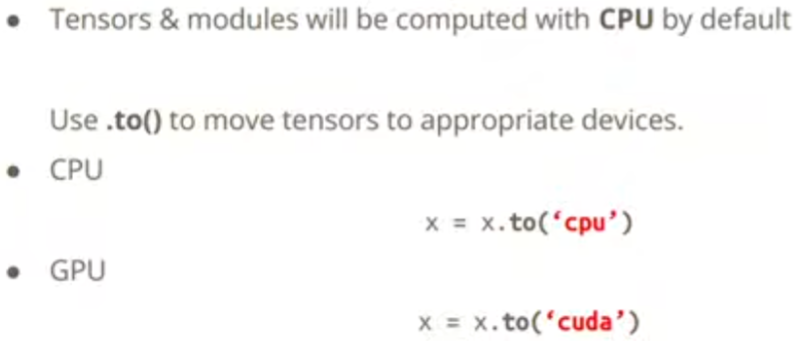 • Tensors & modules will be computed with CPU by default
Use .to() to move tensors to appropriate devices.
• CPU
x = x.to(‘cpu’)
• GPU
x = x.to(‘cuda’)